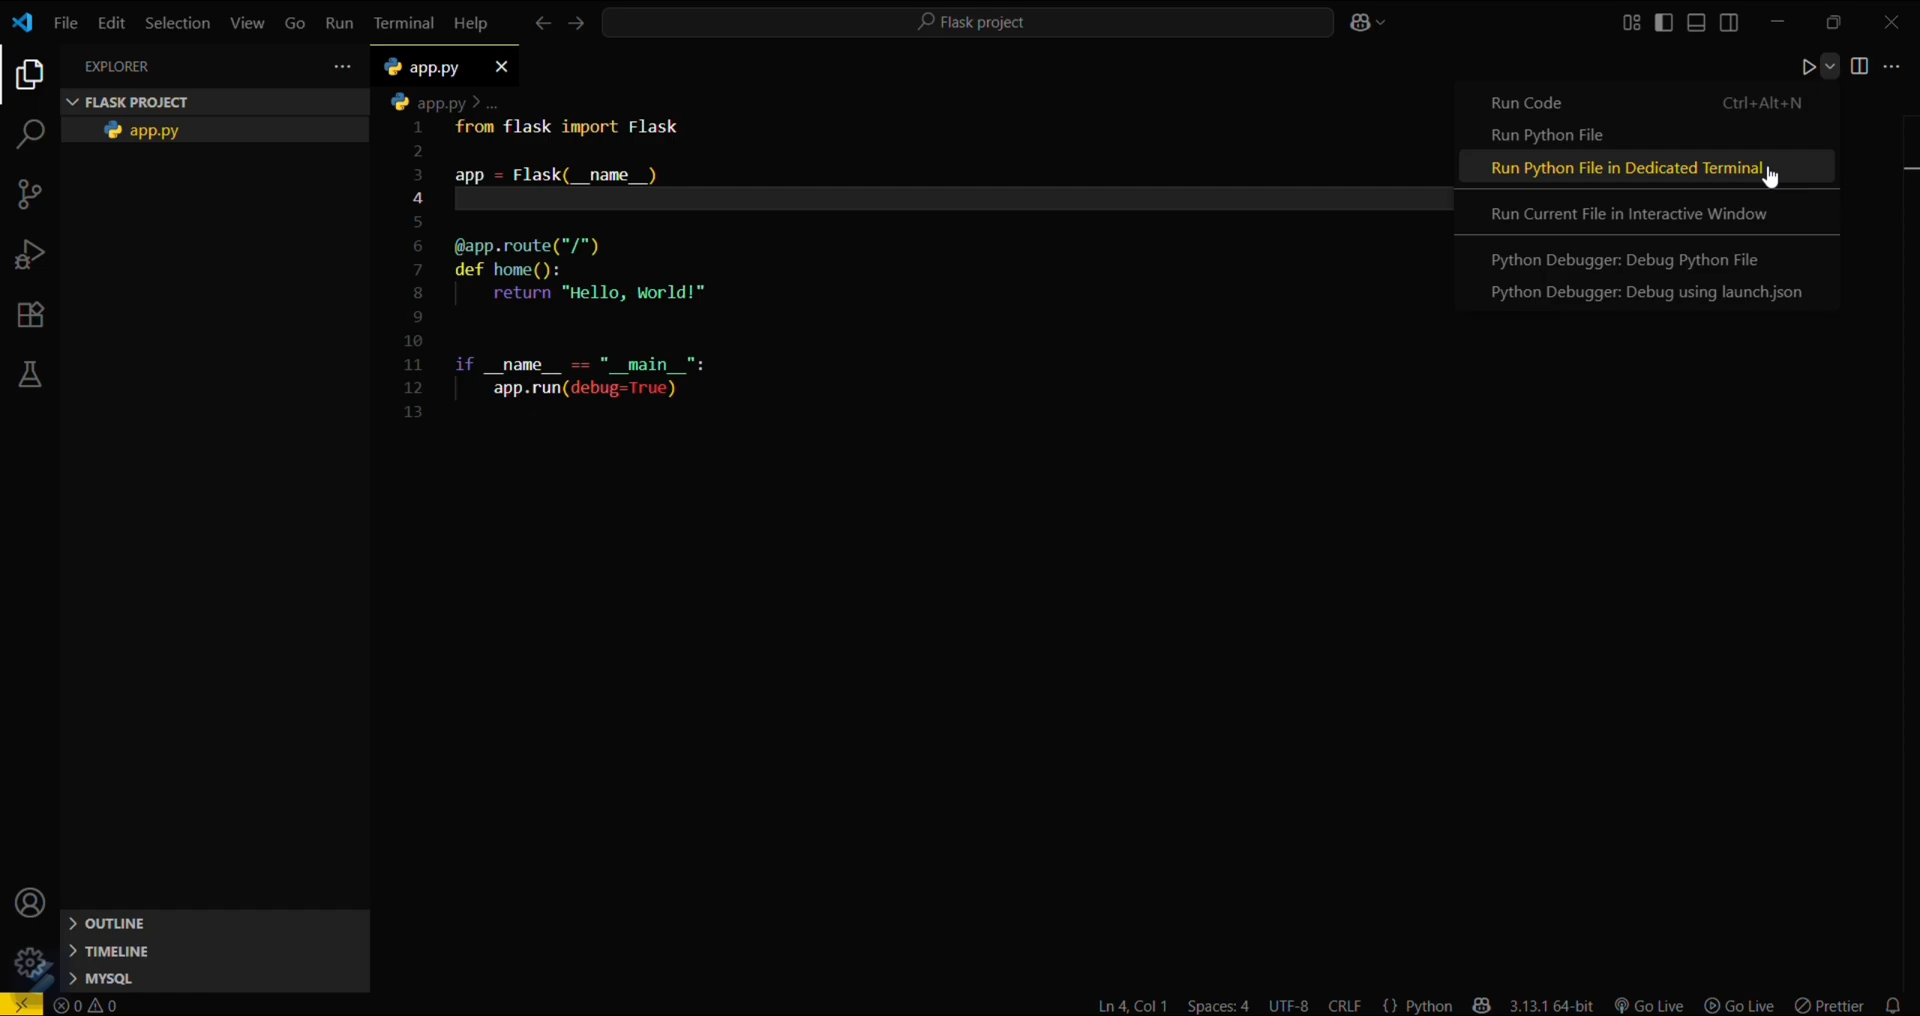 File Edit Selection View Go Run Terminal Help
Flask project
EXPLORER
FLASK PROJECT
app.py
app.py
app.py > ...
1 from flask import Flask
2
3 app = Flask(__name__)
4
5
6 @app.route("/")
7 def home():
8 return "Hello, World!"
9
10
11 if __name__ == "__main__":
12 app.run(debug=True)
13
Run Code Ctrl+Alt+N
Run Python File
Run Python File in Dedicated Terminal
Run Current File in Interactive Window
Python Debugger: Debug Python File
Python Debugger: Debug using launch.json
OUTLINE
TIMELINE
MYSQL
0 0 Ln 4, Col 1 Spaces: 4 UTF-8 CRLF {} Python 3.13.1 64-bit Go Live Go Live Prettier